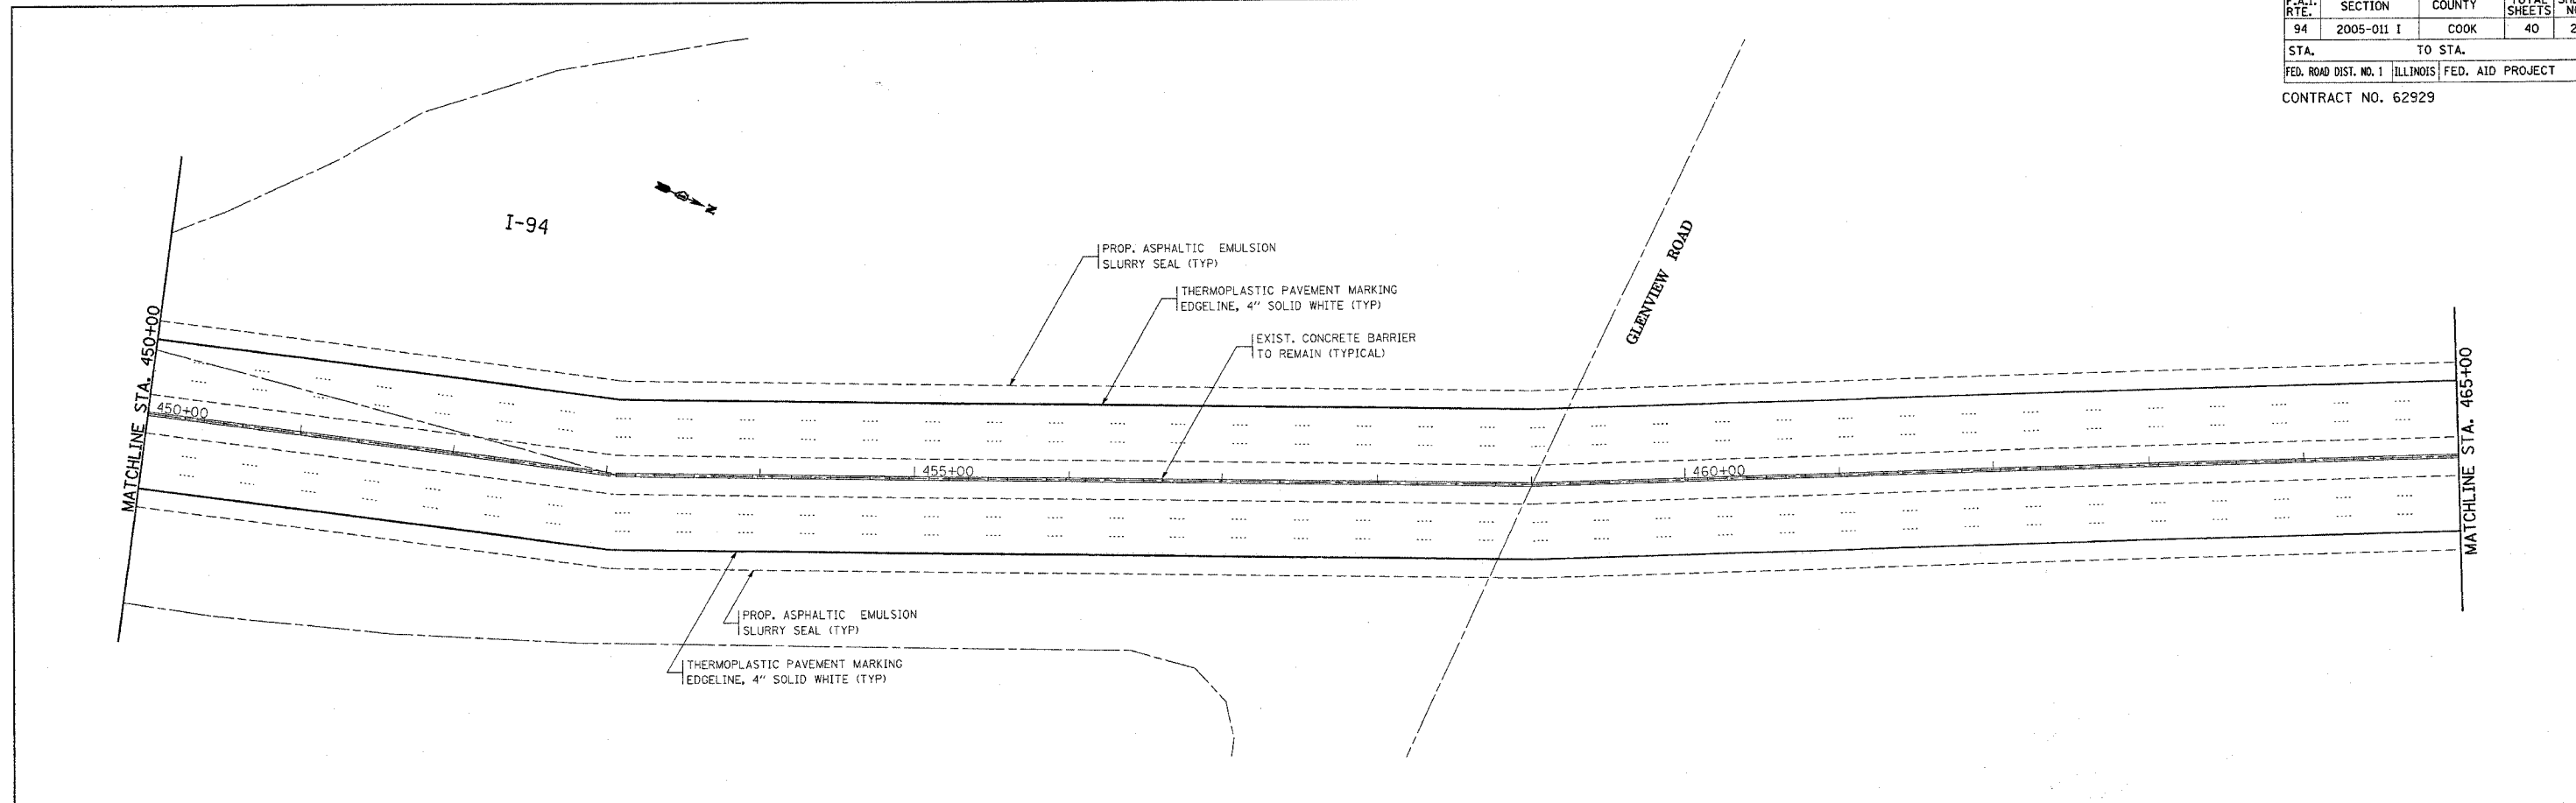 RTE.
SECTION
COUNTY
SHEETS
94
2005-011 I
COOK
40
STA.
TO STA.
FED. ROAD DIST. NO. 1
ILLINOIS
FED. AID PROJECT
CONTRACT NO. 62929
I-94
N
PROP. ASPHALTIC EMULSION
SLURRY SEAL (TYP)
THERMOPLASTIC PAVEMENT MARKING
EDGELINE, 4" SOLID WHITE (TYP)
EXIST. CONCRETE BARRIER
TO REMAIN (TYPICAL)
GLENVIEW ROAD
MATCHLINE STA. 450+00
450+00
455+00
460+00
MATCHLINE STA. 465+00
PROP. ASPHALTIC EMULSION
SLURRY SEAL (TYP)
THERMOPLASTIC PAVEMENT MARKING
EDGELINE, 4" SOLID WHITE (TYP)